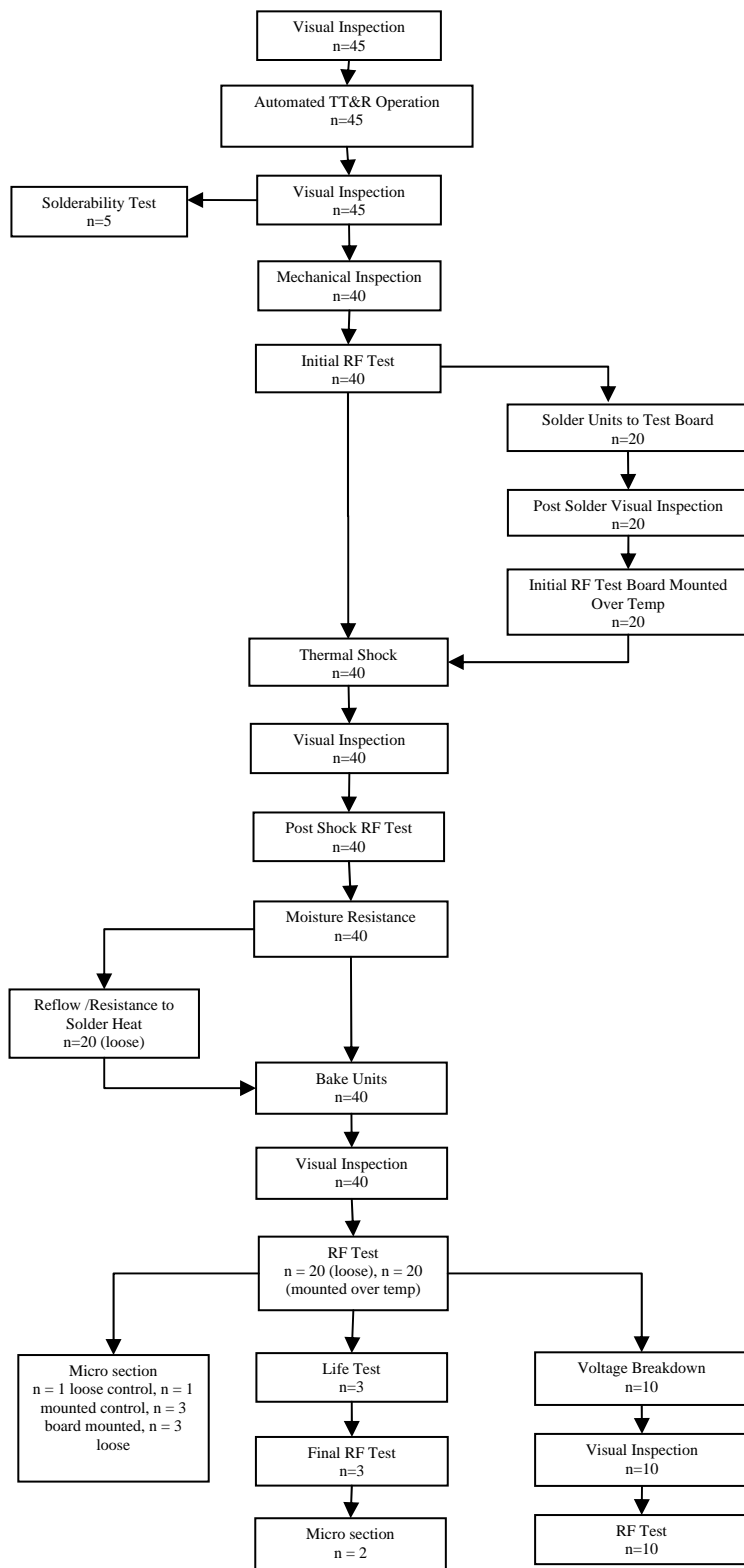 Visual Inspection
n=45
Automated TT&R Operation
n=45
Visual Inspection
n=45
Solderability Test
n=5
Mechanical Inspection
n=40
Initial RF Test
n=40
Solder Units to Test Board
n=20
Post Solder Visual Inspection
n=20
Initial RF Test Board Mounted
Over Temp
n=20
Thermal Shock
n=40
Visual Inspection
n=40
Post Shock RF Test
n=40
Moisture Resistance
n=40
Reflow /Resistance to
Solder Heat
n=20 (loose)
Bake Units
n=40
Visual Inspection
n=40
RF Test
n = 20 (loose), n = 20
(mounted over temp)
Micro section
n = 1 loose control, n = 1
mounted control, n = 3
board mounted, n = 3
loose
Life Test
n=3
Final RF Test
n=3
Micro section
n = 2
Voltage Breakdown
n=10
Visual Inspection
n=10
RF Test
n=10